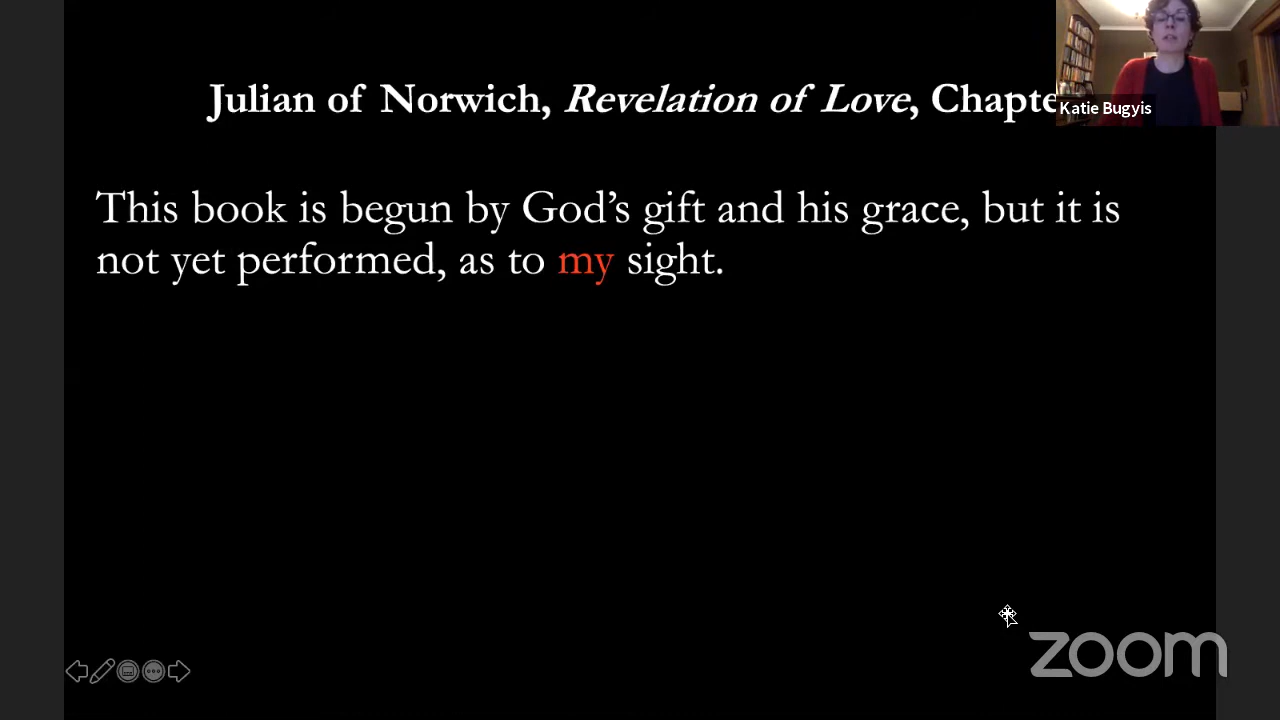 Julian of Norwich, Revelation of Love, Chapte
Katie Bugyis
This book is begun by God’s gift and his grace, but it is
not yet performed, as to my sight.
zoom